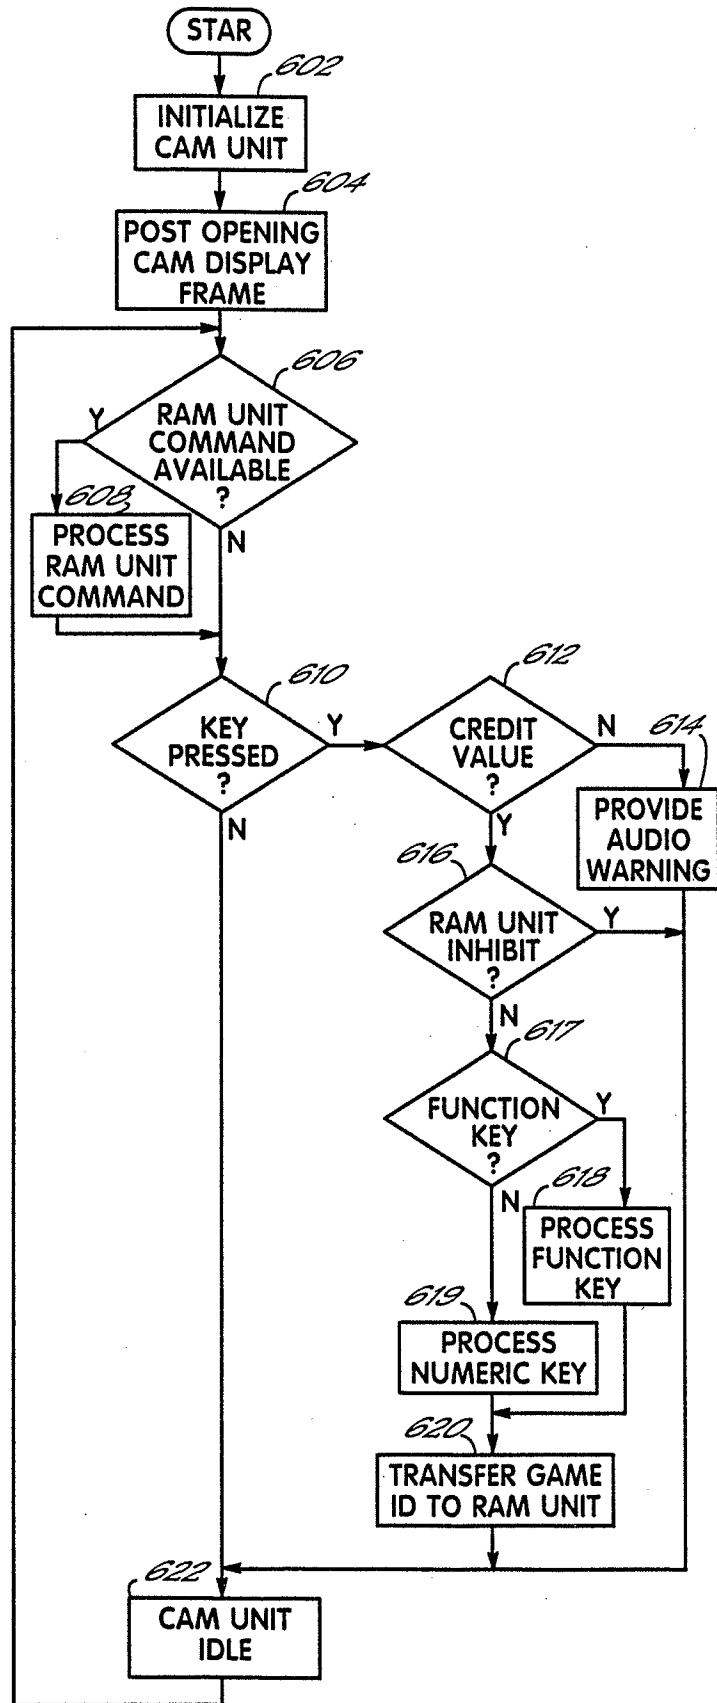 STAR
602
INITIALIZE
CAM UNIT
604
POST OPENING
CAM DISPLAY
FRAME
606
RAM UNIT
COMMAND
AVAILABLE
?
Y
N
608
PROCESS
RAM UNIT
COMMAND
610
KEY
PRESSED
?
Y
N
612
CREDIT
VALUE
?
N
Y
614
PROVIDE
AUDIO
WARNING
616
RAM UNIT
INHIBIT
?
Y
N
617
FUNCTION
KEY
?
Y
N
618
PROCESS
FUNCTION
KEY
619
PROCESS
NUMERIC KEY
620
TRANSFER GAME
ID TO RAM UNIT
622
CAM UNIT
IDLE